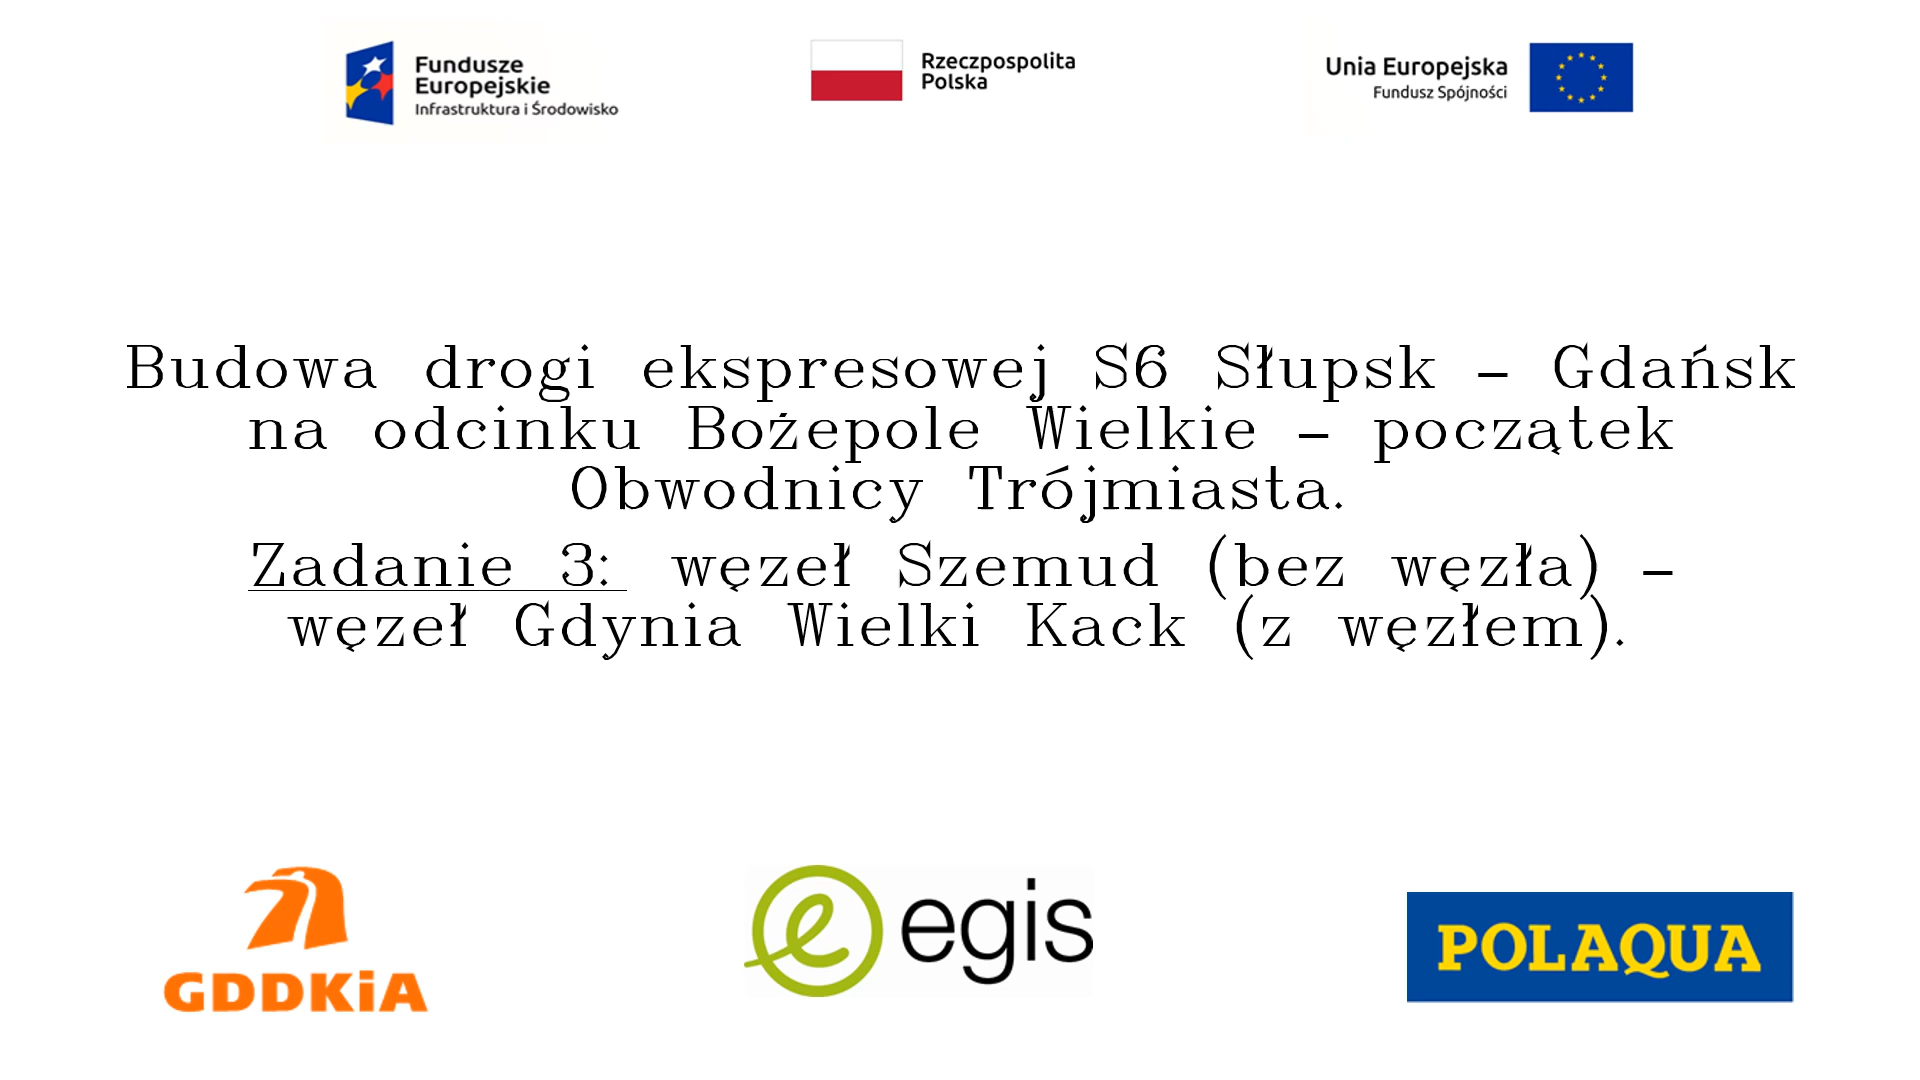 Fundusze
Europejskie
Infrastruktura i Środowisko
Rzeczpospolita
Polska
Unia Europejska
Fundusz Spójności
Budowa drogi ekspresowej S6 Słupsk – Gdańsk
na odcinku Bożepole Wielkie – początek
Obwodnicy Trójmiasta.
Zadanie 3: węzeł Szemud (bez węzła) –
węzeł Gdynia Wielki Kack (z węzłem).
GDDKiA
e egis
POLAQUA